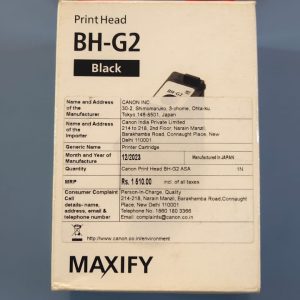 Print Head
BH-G2
Black
Name and Address of the Manufacturer
CANON INC.
30-2, Shimomaruko, 3-chome, Ohta-ku,
Tokyo 146-8501, Japan
Name and Address of the Importer
Canon India Private Limited
214 to 218, 2nd Floor, Narain Manzil
Barakhamba Road, Connaught Place, New
Delhi 110001
Generic Name
Printer Cartridge
Month and Year of Manufacture
12/2023
Manufactured in JAPAN
Quantity
Canon Print Head BH-G2 ASA
1N
MRP
Rs. 1510.00
incl. of all taxes
Consumer Complaint Cell details- name, address, email & telephone number
Person-In-Charge, Quality
214-218, Narain Manzil, Barakhamba Road, Connaught
Place, New Delhi 110001
Telephone No.: 1860 180 3366
Email: complaints@canon.co.in
http://www.canon.co.in/environment
MAXIFY